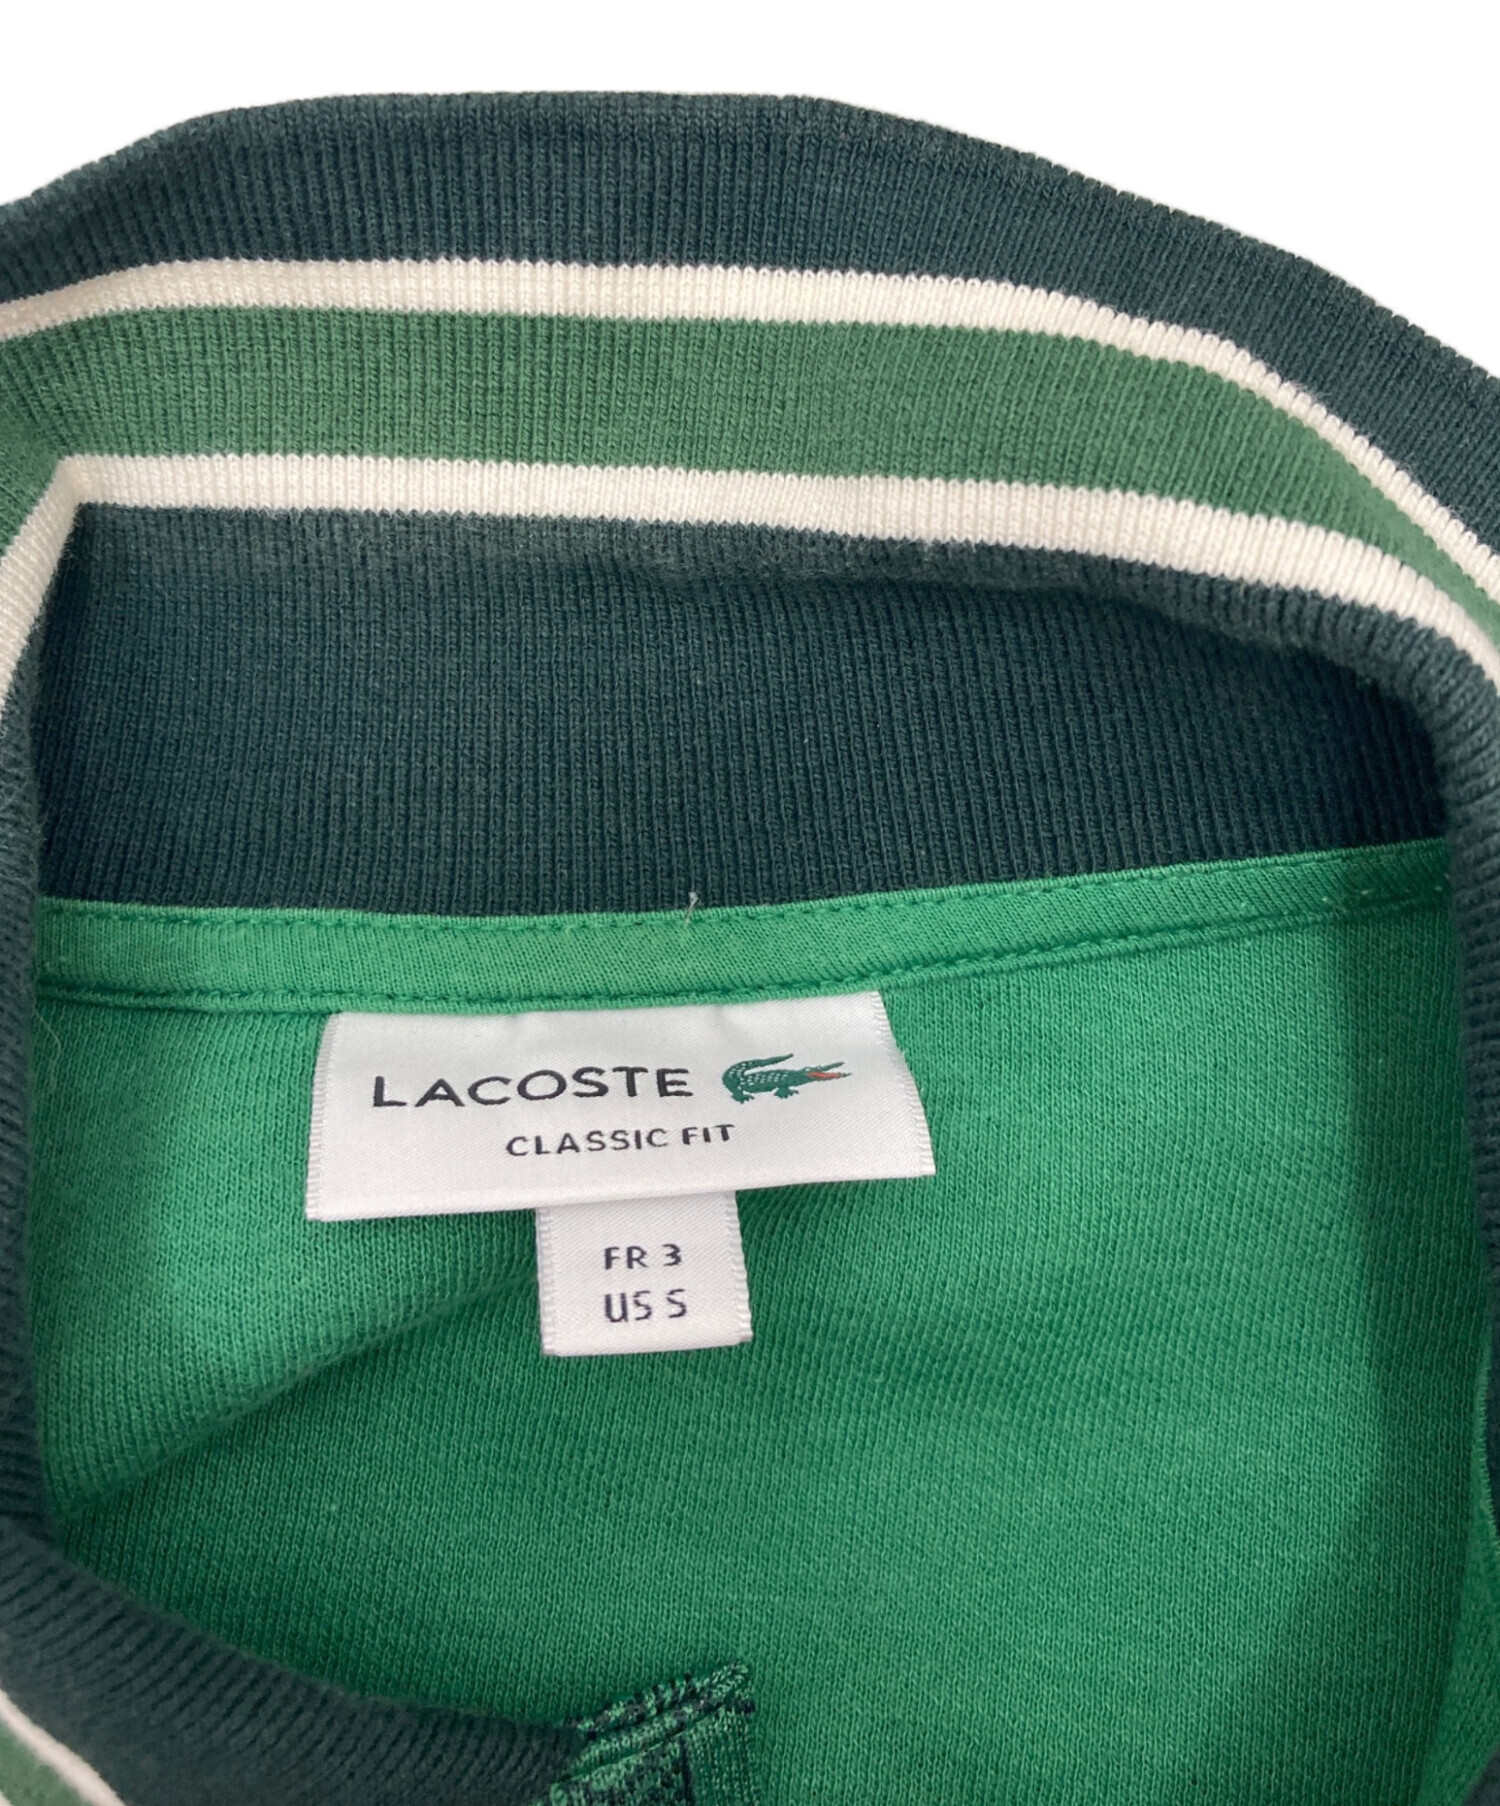 LACOSTE
CLASSIC FIT
FR 3
US S